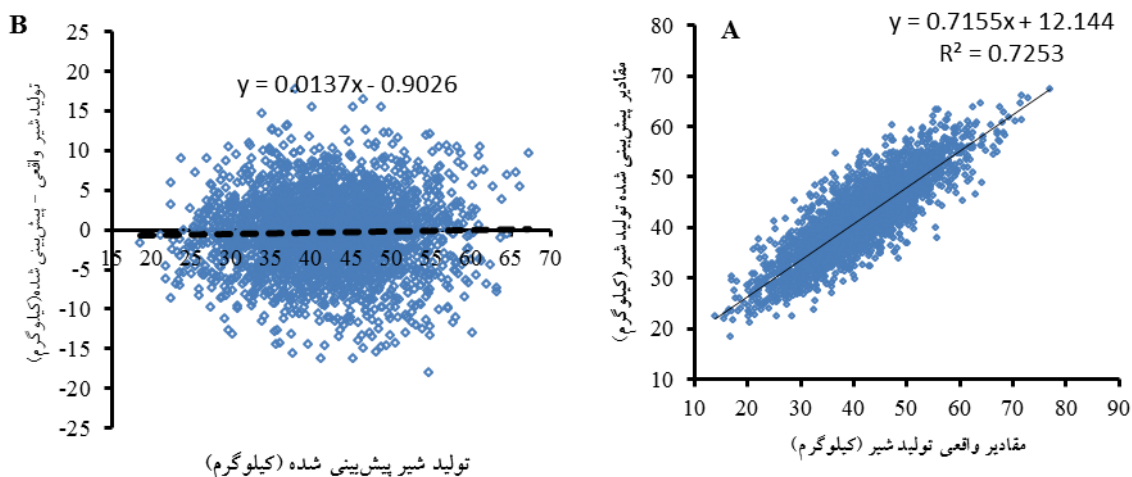 B
y = 0.0137x - 0.9026
تولید شیر واقعی - پیش‌بینی شده(کیلوگرم)
25
20
15
10
5
0
-5
-10
-15
-20
-25
15 20 25 30 35 40 45 50 55 60 65 70
تولید شیر پیش‌بینی شده (کیلوگرم)
A
y = 0.7155x + 12.144
R² = 0.7253
مقادیر پیش‌بینی شده تولید شیر (کیلوگرم)
80
70
60
50
40
30
20
10
10 20 30 40 50 60 70 80 90
مقادیر واقعی تولید شیر (کیلوگرم)